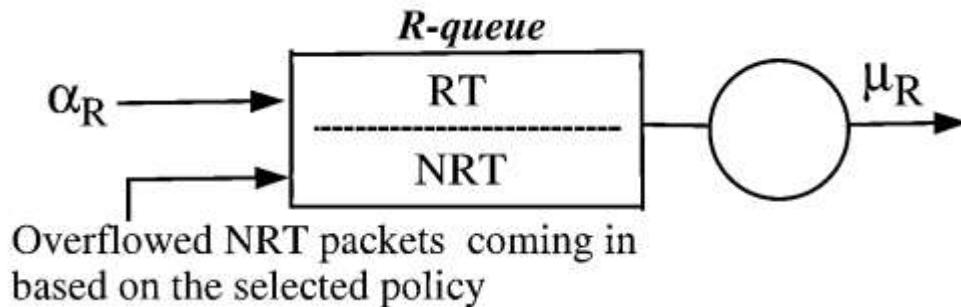 R-queue
α_R
RT
NRT
μ_R
Overflowed NRT packets coming in
based on the selected policy